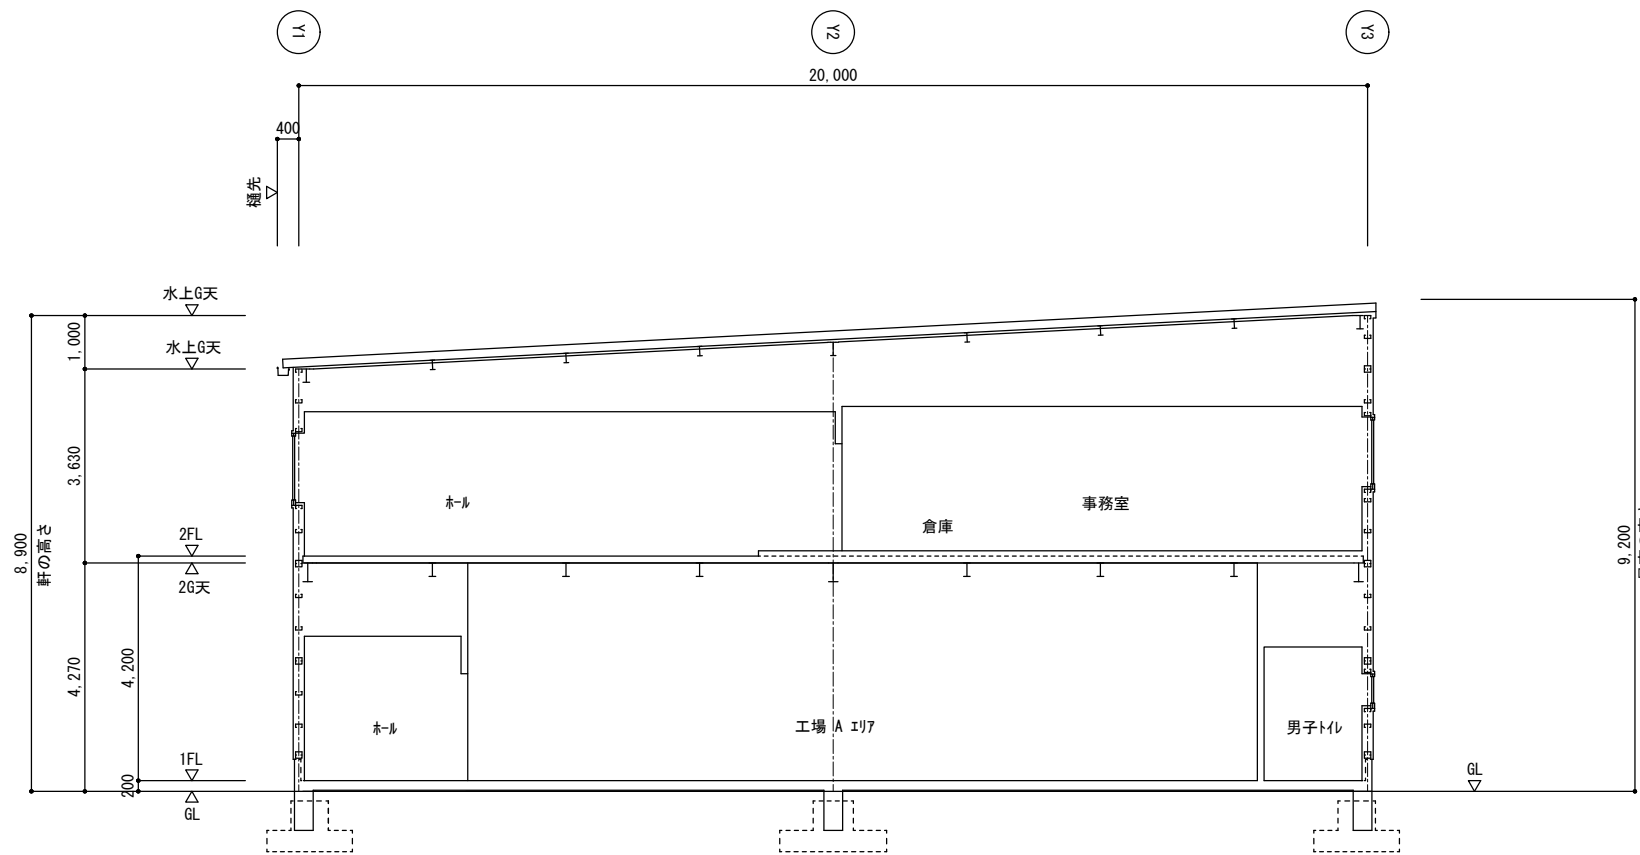 Y1
Y2
Y3
20,000
400
樋先
水上G天
1,000
水上G天
3,630
ホール
事務室
倉庫
8,900
軒の高さ
2FL
2G天
9,200
4,270
4,200
ホール
工場 A エリア
男子トイレ
1FL
200
GL
GL